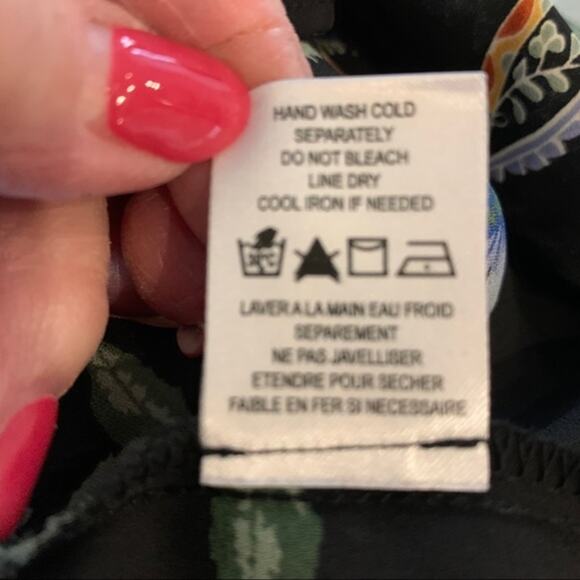 HAND WASH COLD
SEPARATELY
DO NOT BLEACH
LINE DRY
COOL IRON IF NEEDED
30°C
LAVER A LA MAIN EAU FROID
SEPAREMENT
NE PAS JAVELLISER
ETENDRE POUR SECHER
FAIBLE EN FER SI NECESSAIRE